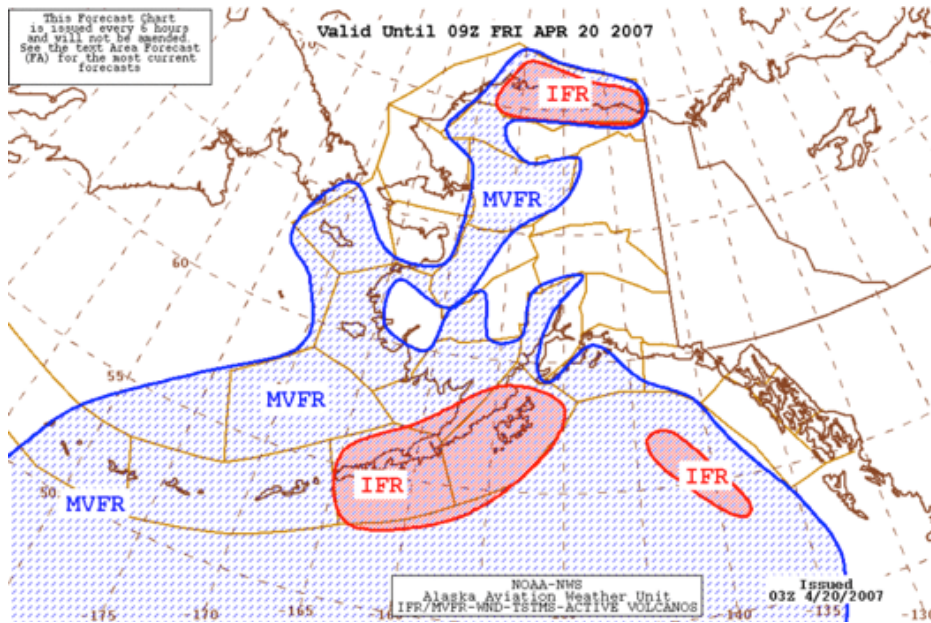 This Forecast Chart
is issued every 6 hours
and will not be amended.
See the text Area Forecast
(FA) for the most current
forecasts
Valid Until 09Z FRI APR 20 2007
IFR
MVFR
60
55
MVFR
IFR
IFR
50
MVFR
NOAA-NWS
Alaska Aviation Weather Unit
IFR/MVFR-WND-TSTMS-ACTIVE VOLCANOS
Issued
03Z 4/20/2007
-175
-170
-165
-135
-130